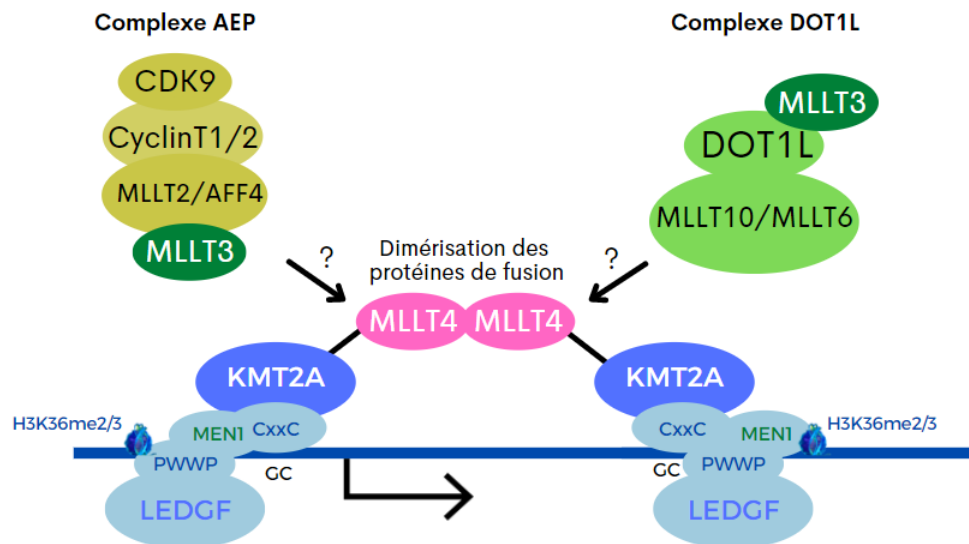 Complexe AEP
Complexe DOT1L
CDK9
CyclinT1/2
MLLT2/AFF4
MLLT3
MLLT3
DOT1L
MLLT10/MLLT6
?
Dimérisation des
protéines de fusion
?
MLLT4
MLLT4
KMT2A
KMT2A
H3K36me2/3
MEN1
CxxC
PWWP
GC
LEDGF
CxxC
MEN1
H3K36me2/3
GC
PWWP
LEDGF